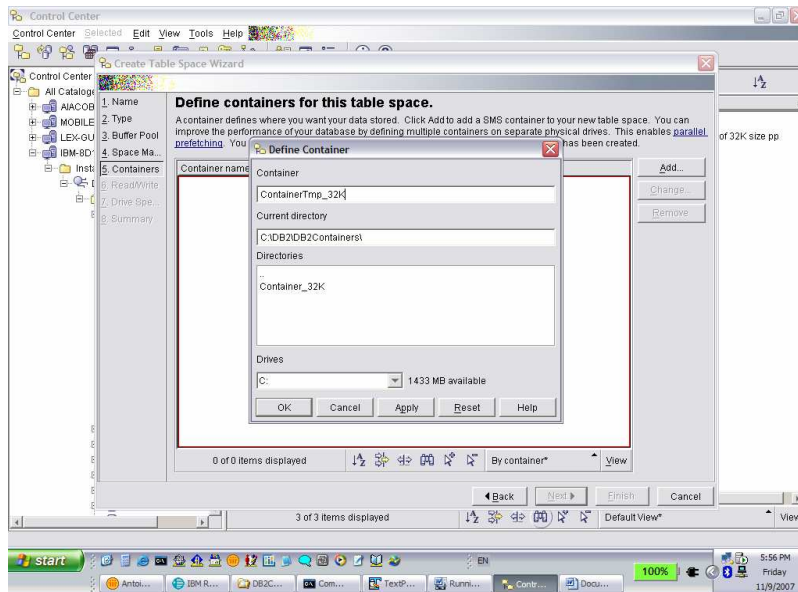 Control Center
Control Center Selected Edit View Tools Help
Create Table Space Wizard
Control Center
All Cataloge
AIACOB
MOBILE
LEX-GU
IBM-8D
Insta
1. Name
2. Type
3. Buffer Pool
4. Space Ma...
5. Containers
6. Read/Write
7. Drive Spe...
8. Summary
Define containers for this table space.
A container defines where you want your data stored. Click Add to add a SMS container to your new table space. You can
improve the performance of your database by defining multiple containers on separate physical drives. This enables parallel
prefetching. You
has been created.
of 32K size pp
Container name
Add...
Change...
Remove
Define Container
Container
ContainerTmp_32K
Current directory
C:\DB2\DB2Containers\
Directories
..
Container_32K
Drives
C:
1433 MB available
OK Cancel Apply Reset Help
0 of 0 items displayed
By container*
View
Back Next Finish Cancel
3 of 3 items displayed
Default View*
View
start
EN
100%
5:56 PM
Friday
11/9/2007
Antoi... IBM R... DB2C... Com... TextP... Runni... Contr... Docu...